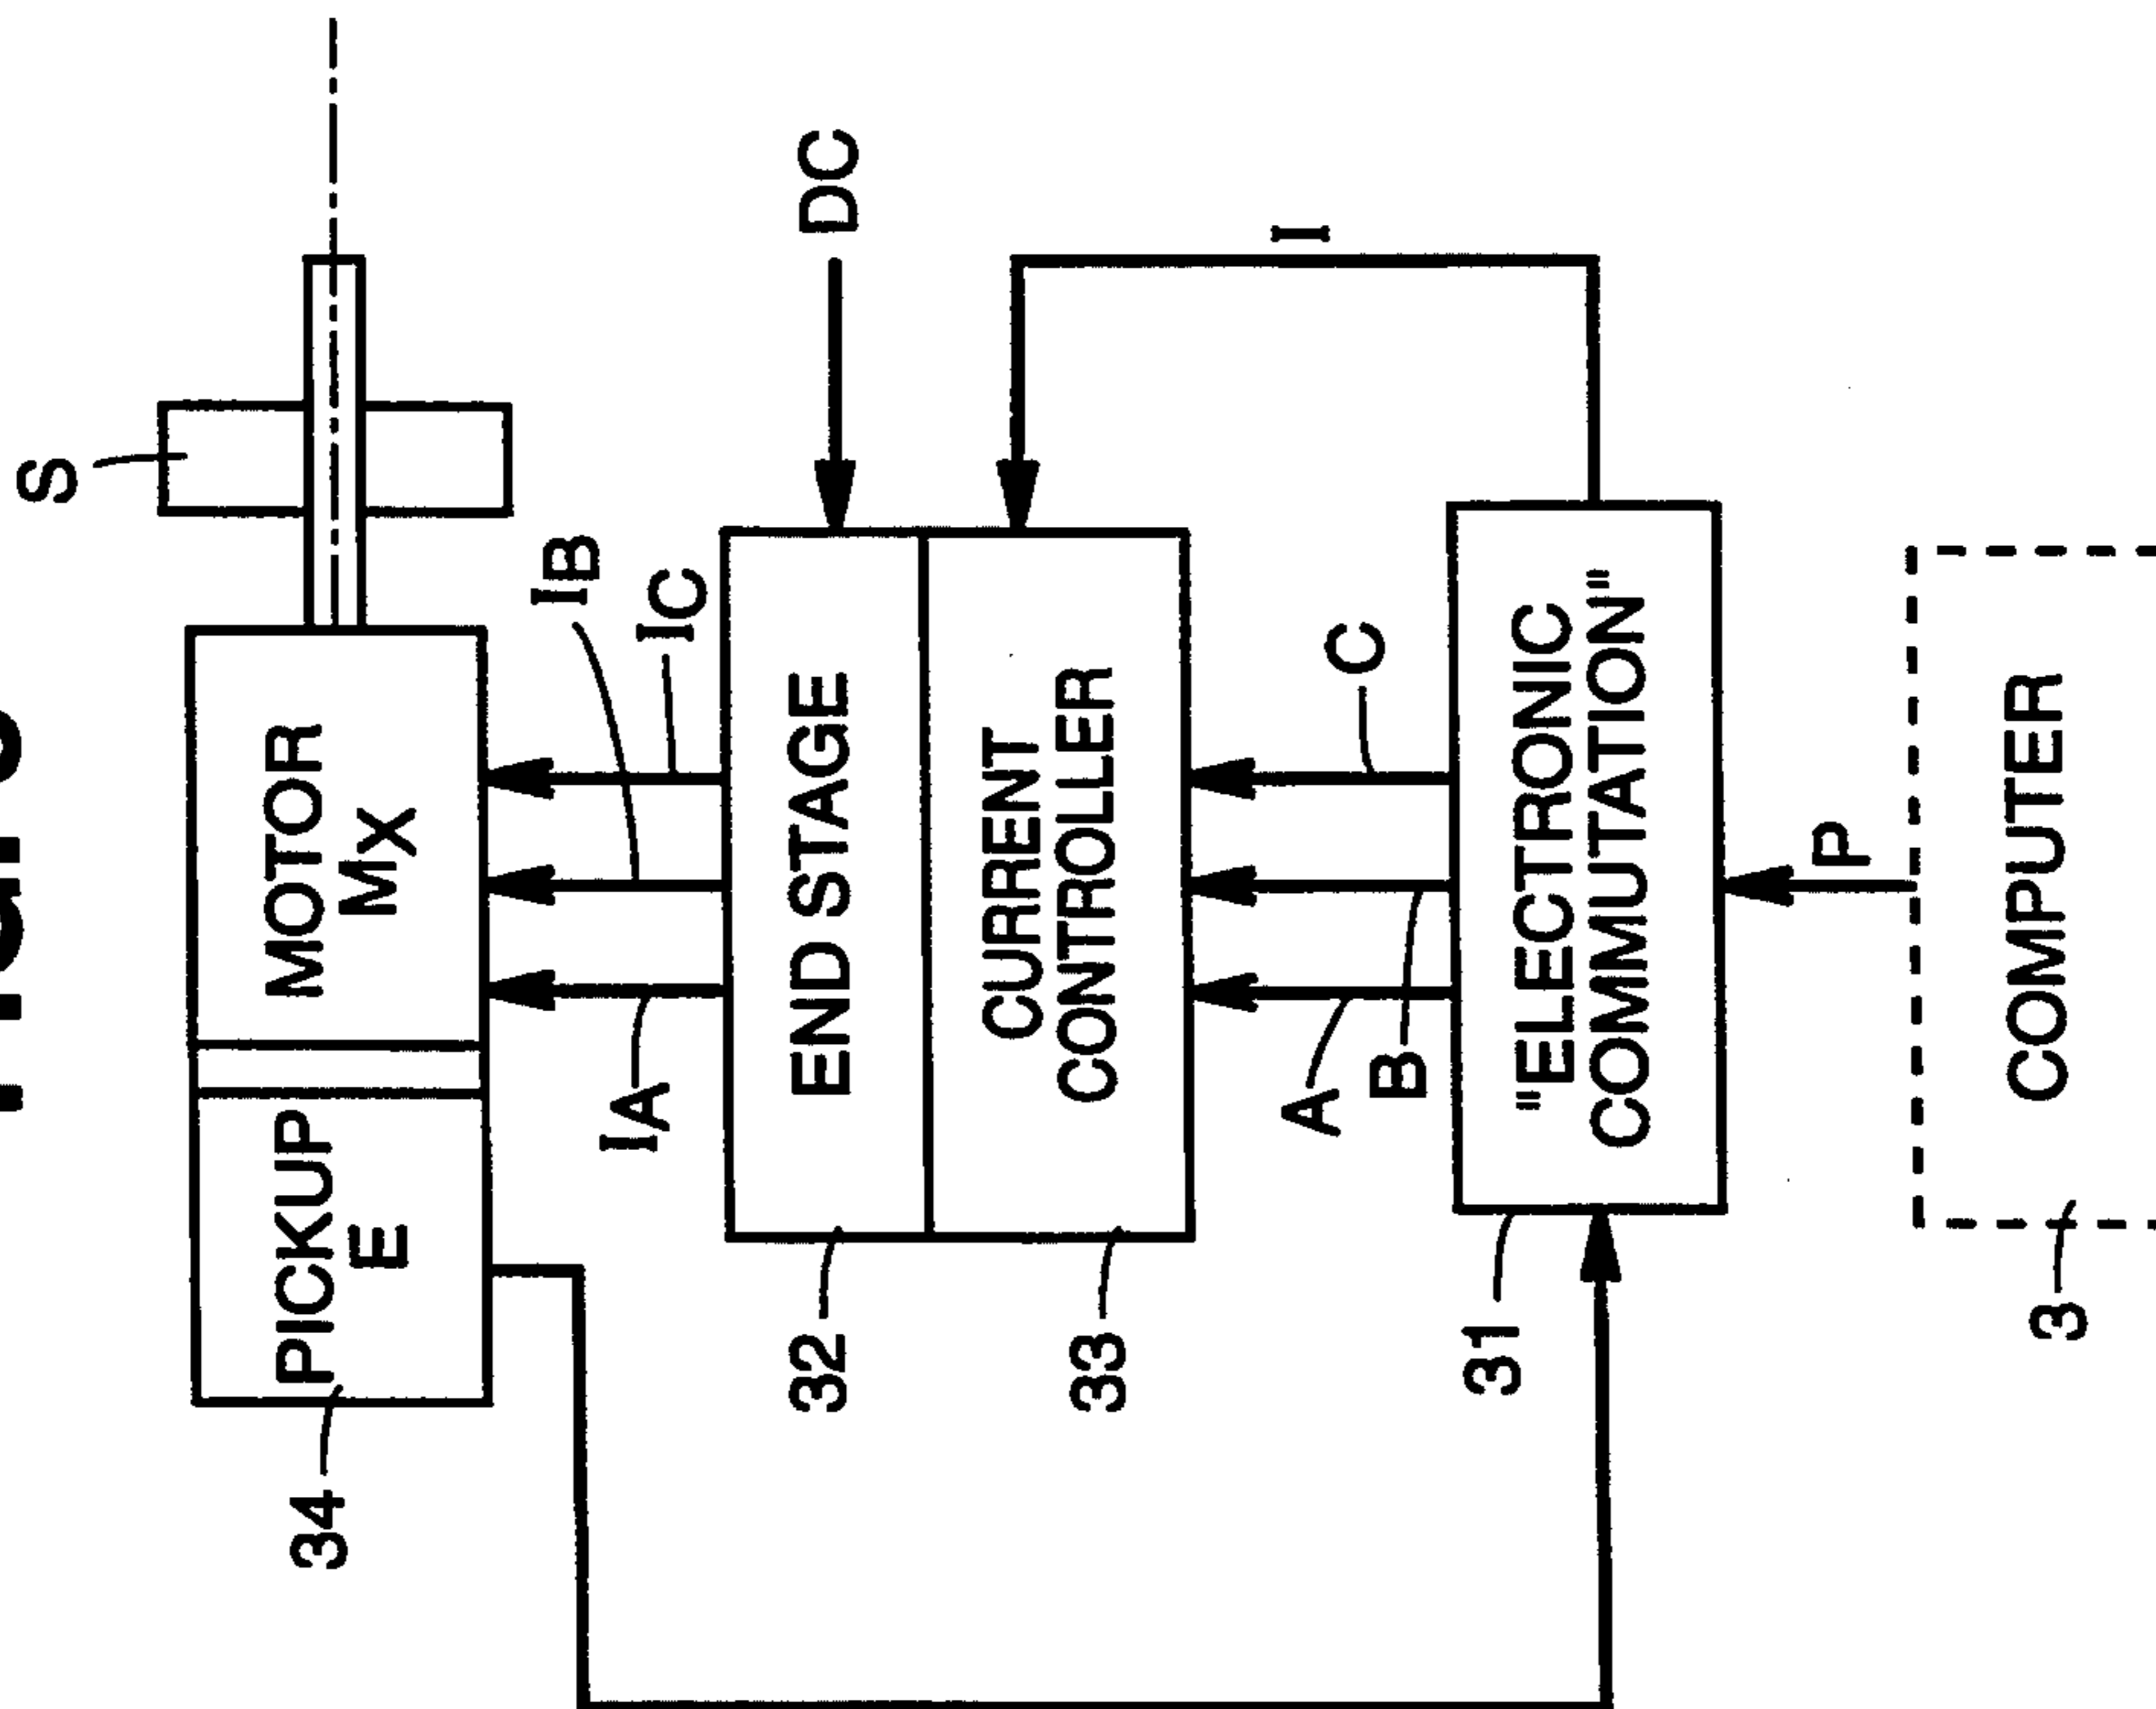 S
DC
I
IB
IC
MOTOR
MX
PICKUP
E
34
IA
END STAGE
32
CURRENT
CONTROLLER
33
C
A
B
"ELECTRONIC
COMMUTATION"
31
P
COMPUTER
3